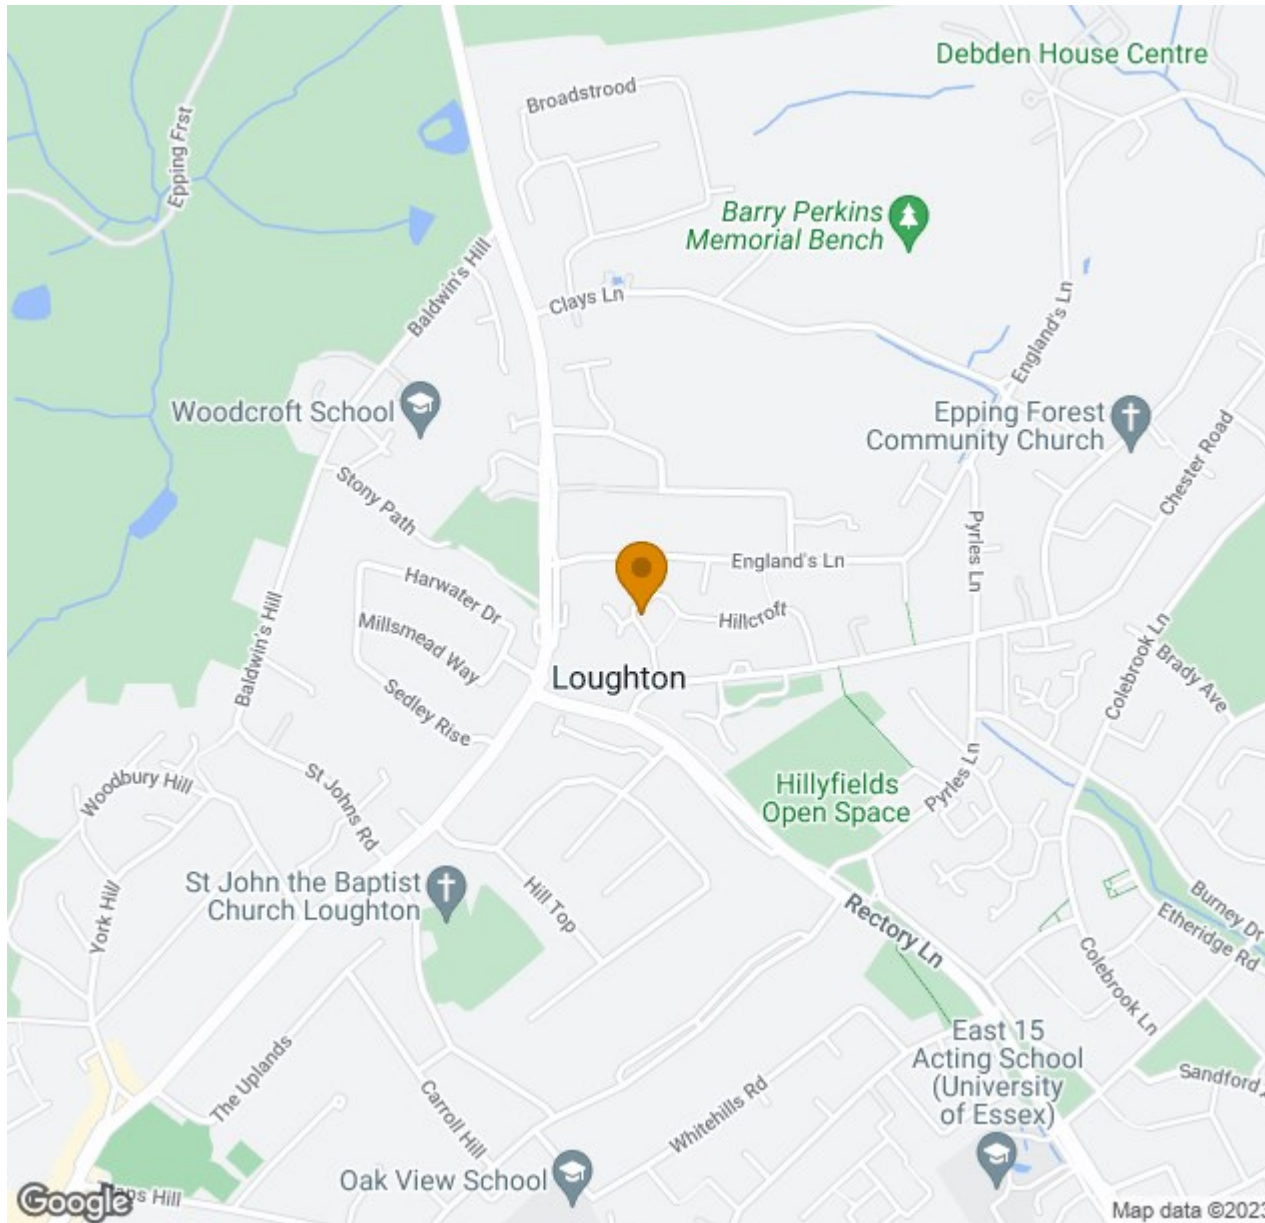 Debden House Centre
Broadstrood
Epping Frst
Barry Perkins
Memorial Bench
Baldwin's Hill
Clays Ln
England's Ln
Woodcroft School
Epping Forest
Community Church
Chester Road
Stony Path
Pyrles Ln
England's Ln
Harwater Dr
Hillcroft
Millsmead Way
Baldwin's Hill
Colebrook Ln
Brady Ave
Loughton
Sedley Rise
Woodbury Hill
St Johns Rd
Hillyfields
Open Space
Pyrles Ln
St John the Baptist
Church Loughton
York Hill
Hill Top
Rectory Ln
Burney Dr
Etheridge Rd
Colebrook Ln
The Uplands
East 15
Acting School
(University
of Essex)
Sandford
Carroll Hill
Whitehills Rd
Oak View School
Hill
Google
Map data ©2023